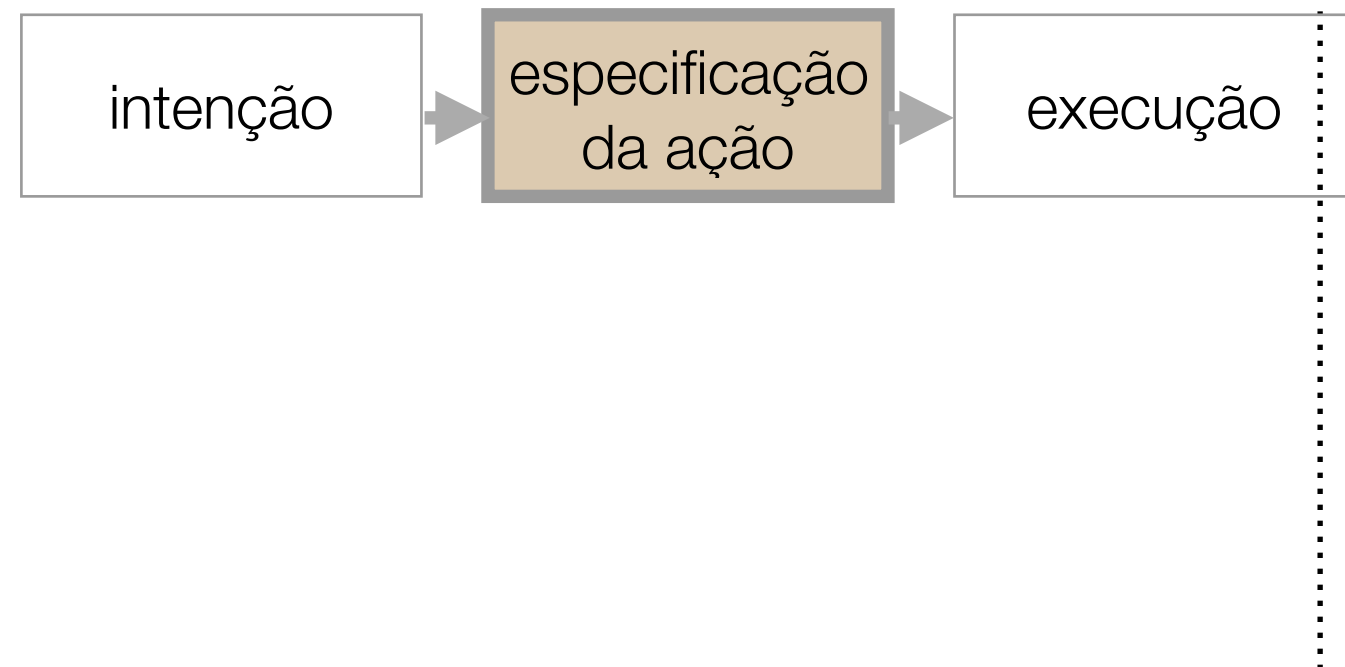 intenção
especificação
da ação
execução